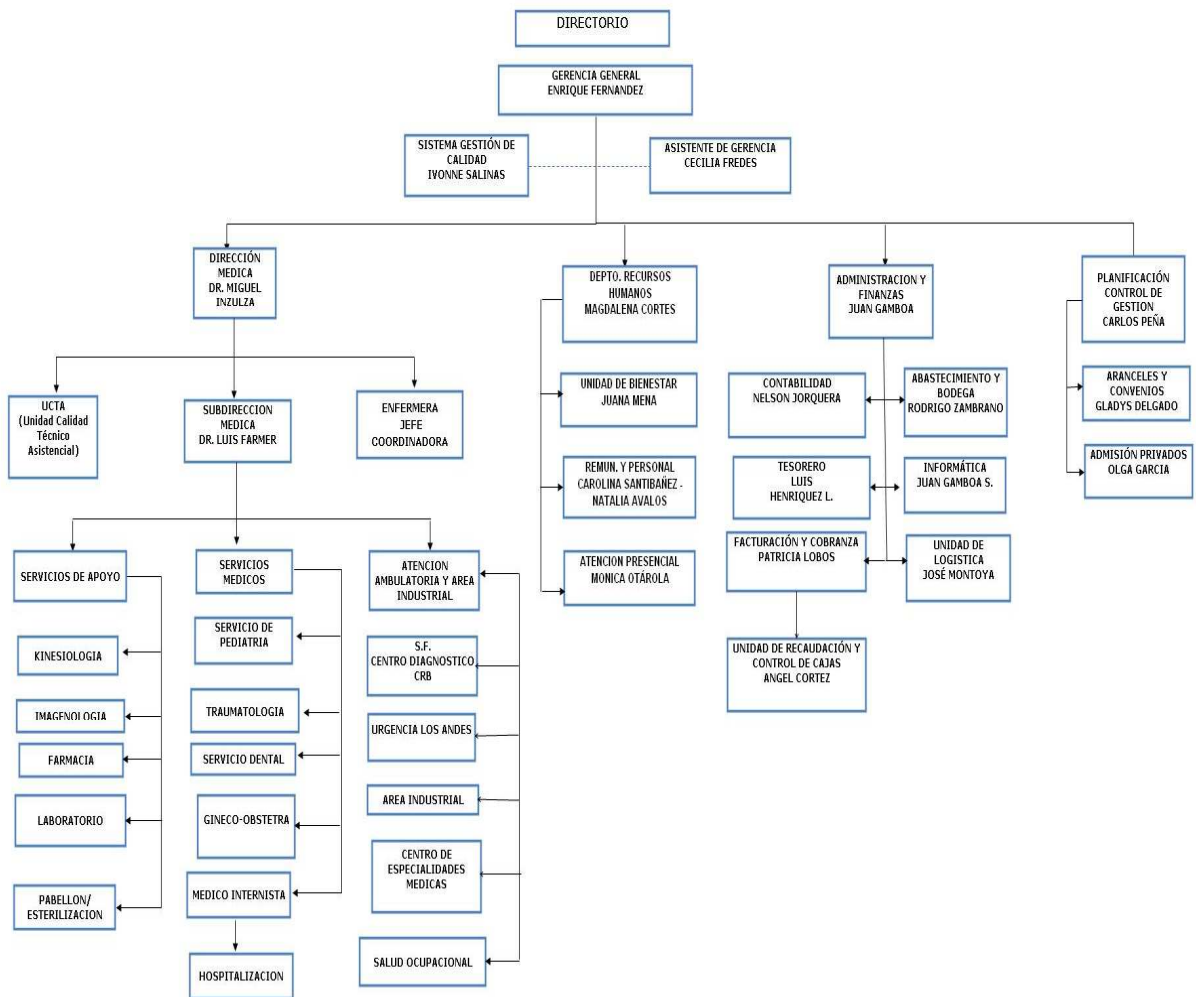 DIRECTORIO
GERENCIA GENERAL
ENRIQUE FERNANDEZ
SISTEMA GESTIÓN DE
CALIDAD
IVONNE SALINAS
ASISTENTE DE GERENCIA
CECILIA FREDES
DIRECCIÓN
MEDICA
DR. MIGUEL
INZULZA
DEPTO. RECURSOS
HUMANOS
MAGDALENA CORTES
ADMINISTRACION Y
FINANZAS
JUAN GAMBOA
PLANIFICACIÓN
CONTROL DE
GESTION
CARLOS PEÑA
UCTA
(Unidad Calidad
Técnico
Asistencial)
SUBDIRECCION
MEDICA
DR. LUIS FARMER
ENFERMERA
JEFE
COORDINADORA
UNIDAD DE BIENESTAR
JUANA MENA
REMUN. Y PERSONAL
CAROLINA SANTIBAÑEZ -
NATALIA AVALOS
ATENCION PRESENCIAL
MONICA OTÁROLA
CONTABILIDAD
NELSON JORQUERA
ABASTECIMIENTO Y
BODEGA
RODRIGO ZAMBRANO
TESORERO
LUIS
HENRIQUEZ L.
INFORMÁTICA
JUAN GAMBOA S.
FACTURACIÓN Y COBRANZA
PATRICIA LOBOS
UNIDAD DE
LOGISTICA
JOSÉ MONTOYA
UNIDAD DE RECAUDACIÓN Y
CONTROL DE CAJAS
ANGEL CORTEZ
ARANCELES Y
CONVENIOS
GLADYS DELGADO
ADMISIÓN PRIVADOS
OLGA GARCIA
SERVICIOS DE APOYO
KINESIOLOGIA
IMAGENOLOGIA
FARMACIA
LABORATORIO
PABELLON/
ESTERILIZACION
SERVICIOS
MEDICOS
SERVICIO DE
PEDIATRIA
TRAUMATOLOGIA
SERVICIO DENTAL
GINECO-OBSTETRA
MEDICO INTERNISTA
HOSPITALIZACION
ATENCION
AMBULATORIA Y AREA
INDUSTRIAL
S.F.
CENTRO DIAGNOSTICO
CRB
URGENCIA LOS ANDES
AREA INDUSTRIAL
CENTRO DE
ESPECIALIDADES
MEDICAS
SALUD OCUPACIONAL